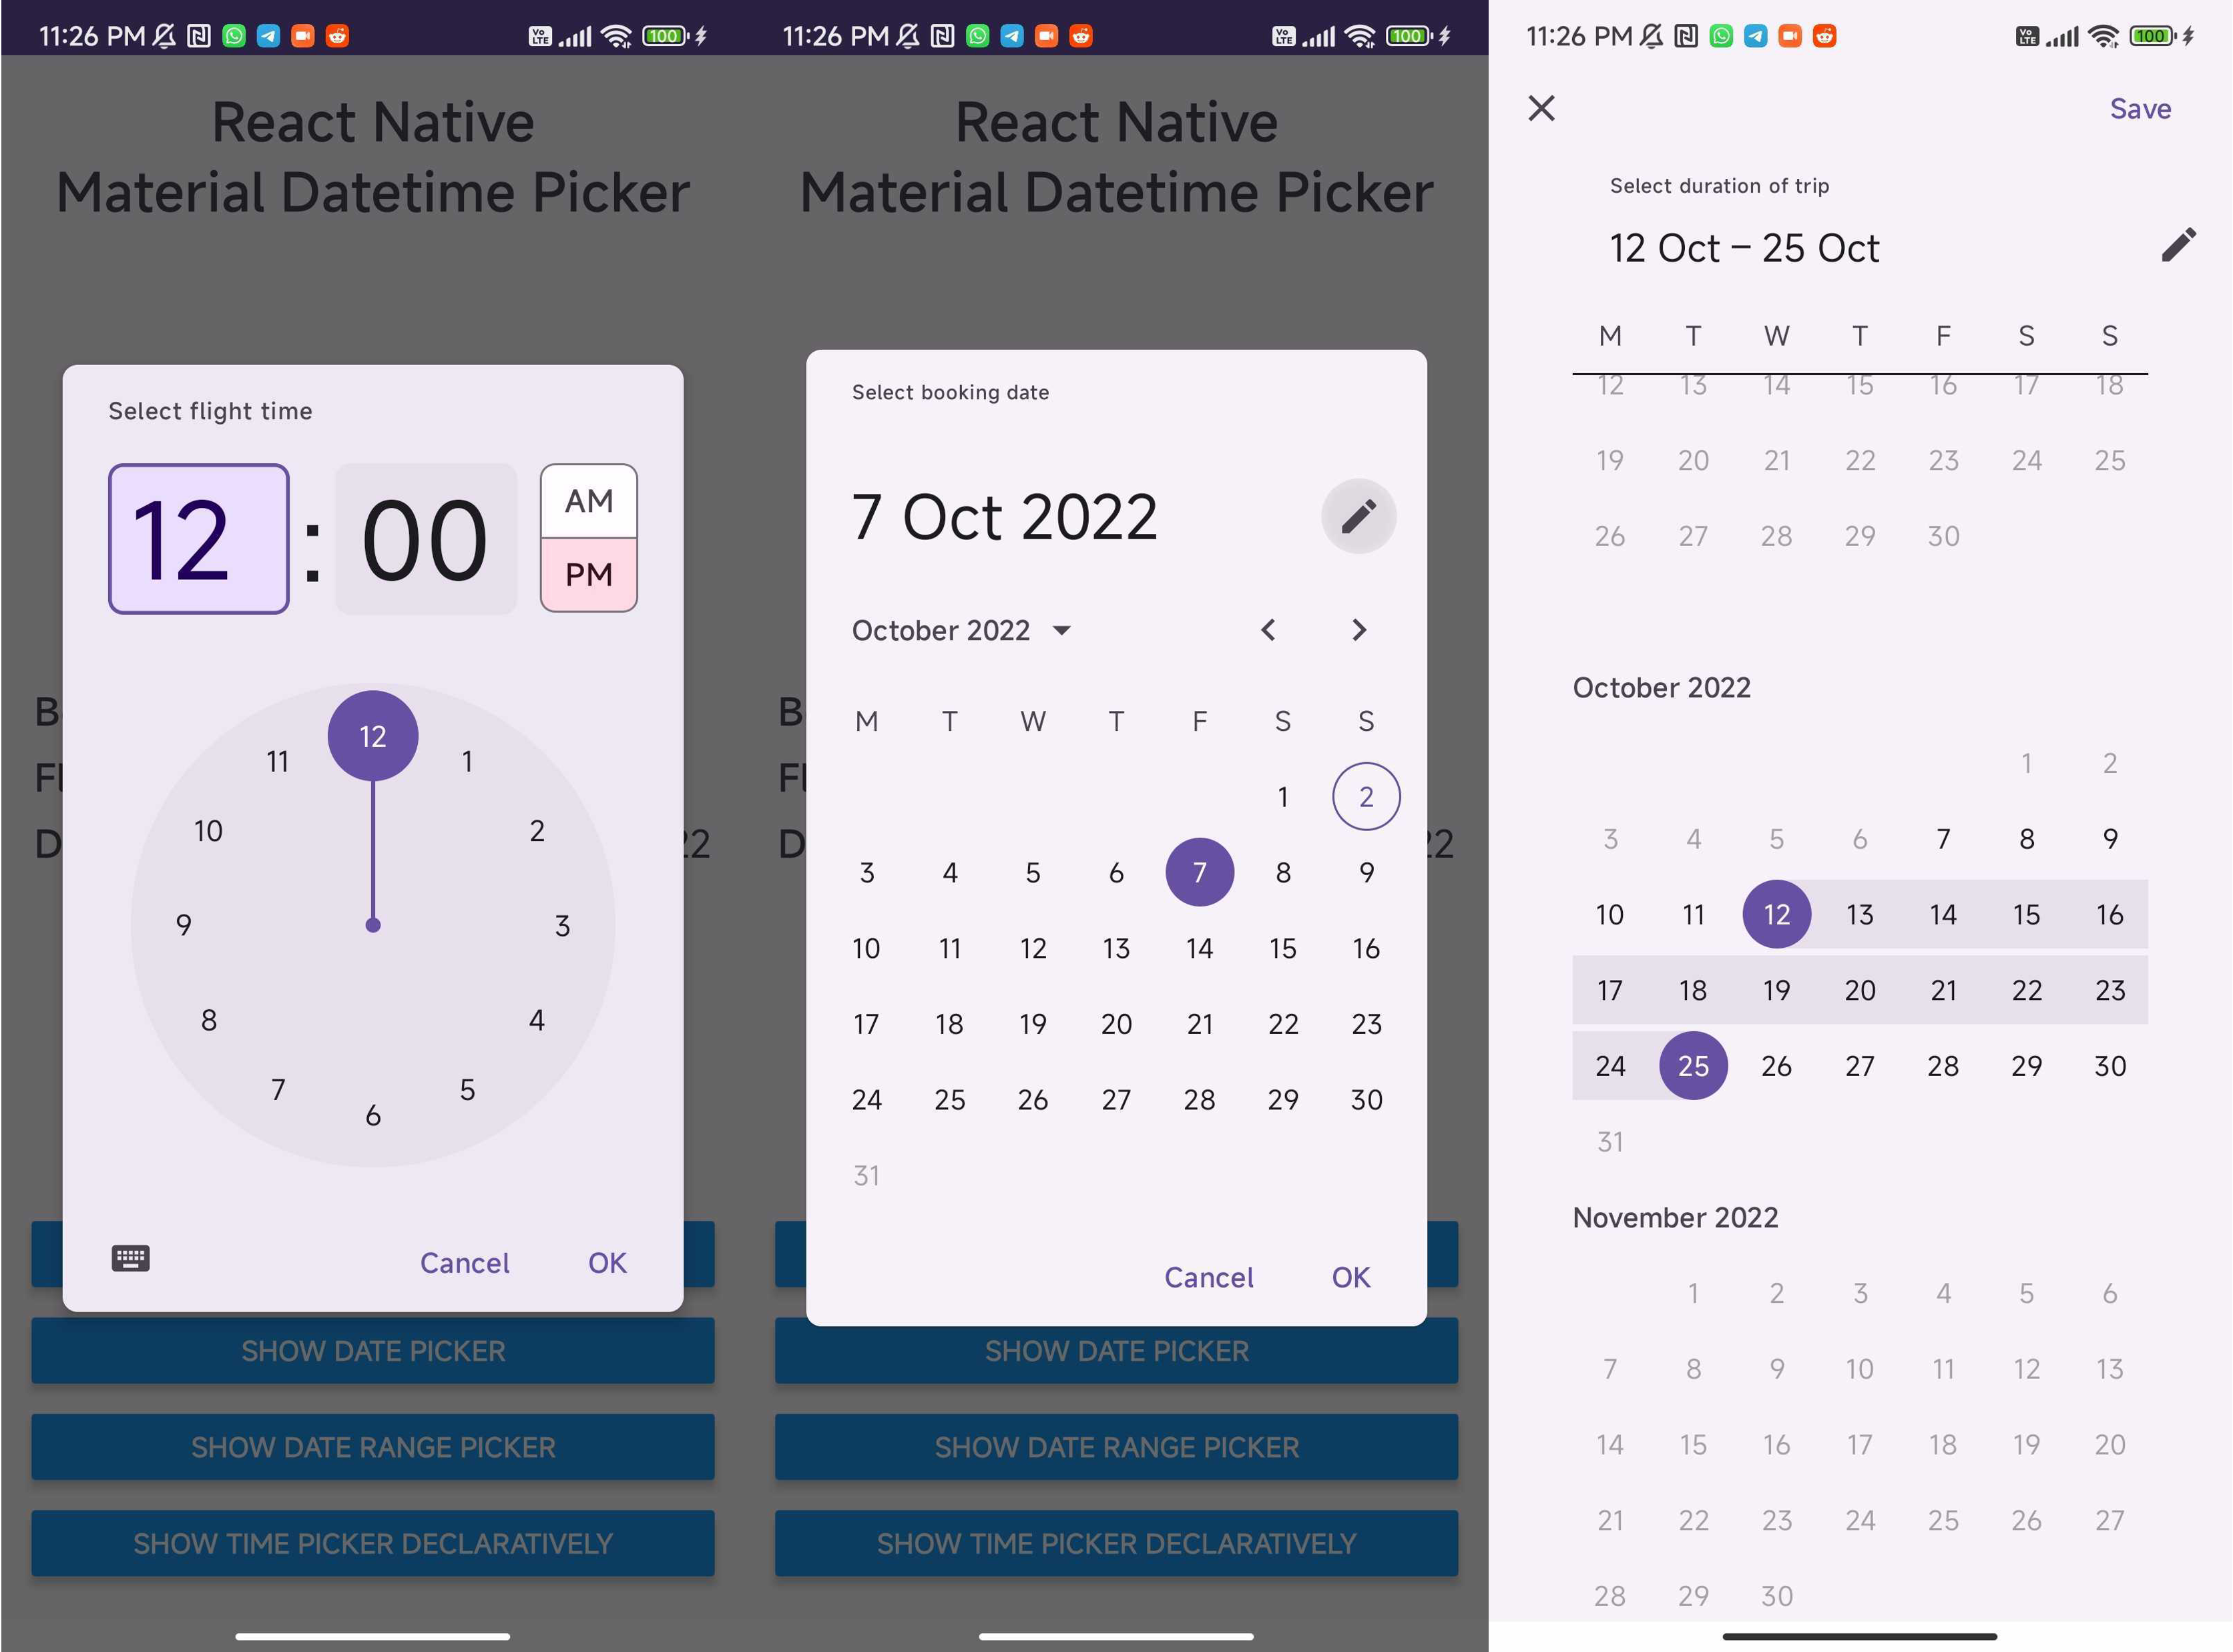 11:26 PM
Vo LTE
100
React Native
Material Datetime Picker
Select flight time
12 : 00
AM
PM
12
11 1
10 2
9 3
8 4
7 5
6
Cancel OK
22
SHOW DATE PICKER
SHOW DATE RANGE PICKER
SHOW TIME PICKER DECLARATIVELY
11:26 PM
Vo LTE
100
React Native
Material Datetime Picker
Select booking date
7 Oct 2022
October 2022
M T W T F S S
1 2
3 4 5 6 7 8 9
10 11 12 13 14 15 16
17 18 19 20 21 22 23
24 25 26 27 28 29 30
31
Cancel OK
22
SHOW DATE PICKER
SHOW DATE RANGE PICKER
SHOW TIME PICKER DECLARATIVELY
11:26 PM
Vo LTE
100
Save
Select duration of trip
12 Oct – 25 Oct
M T W T F S S
12 13 14 15 16 17 18
19 20 21 22 23 24 25
26 27 28 29 30
October 2022
1 2
3 4 5 6 7 8 9
10 11 12 13 14 15 16
17 18 19 20 21 22 23
24 25 26 27 28 29 30
31
November 2022
1 2 3 4 5 6
7 8 9 10 11 12 13
14 15 16 17 18 19 20
21 22 23 24 25 26 27
28 29 30